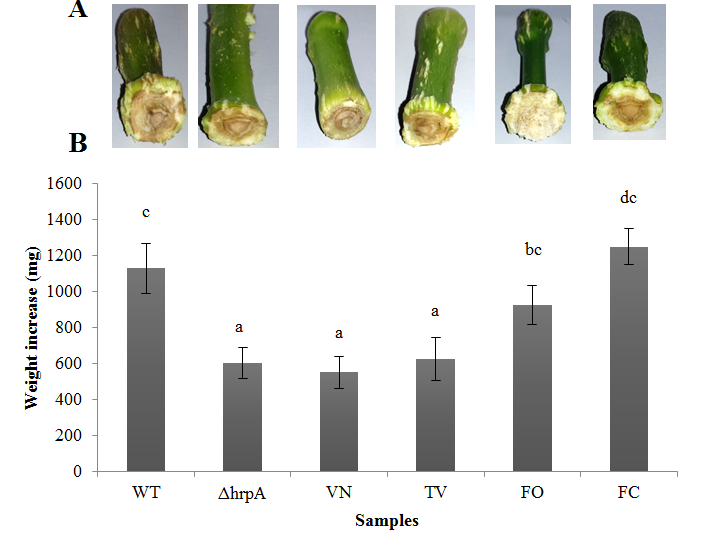 A
B
1600
1400
1200
1000
800
600
400
200
0
Weight increase (mg)
c
a
a
a
bc
dc
WT
ΔhrpA
VN
TV
FO
FC
Samples